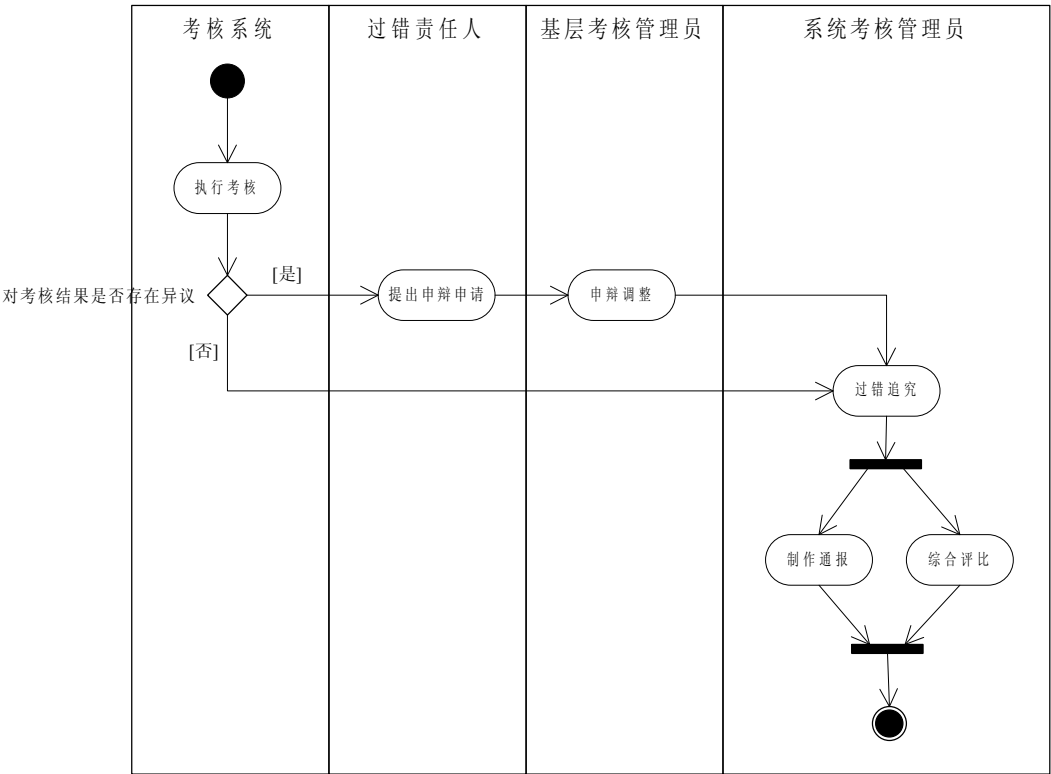 考核系统
过错责任人
基层考核管理员
系统考核管理员
执行考核
[是]
对考核结果是否存在异议
提出申辩申请
申辩调整
[否]
过错追究
制作通报
综合评比